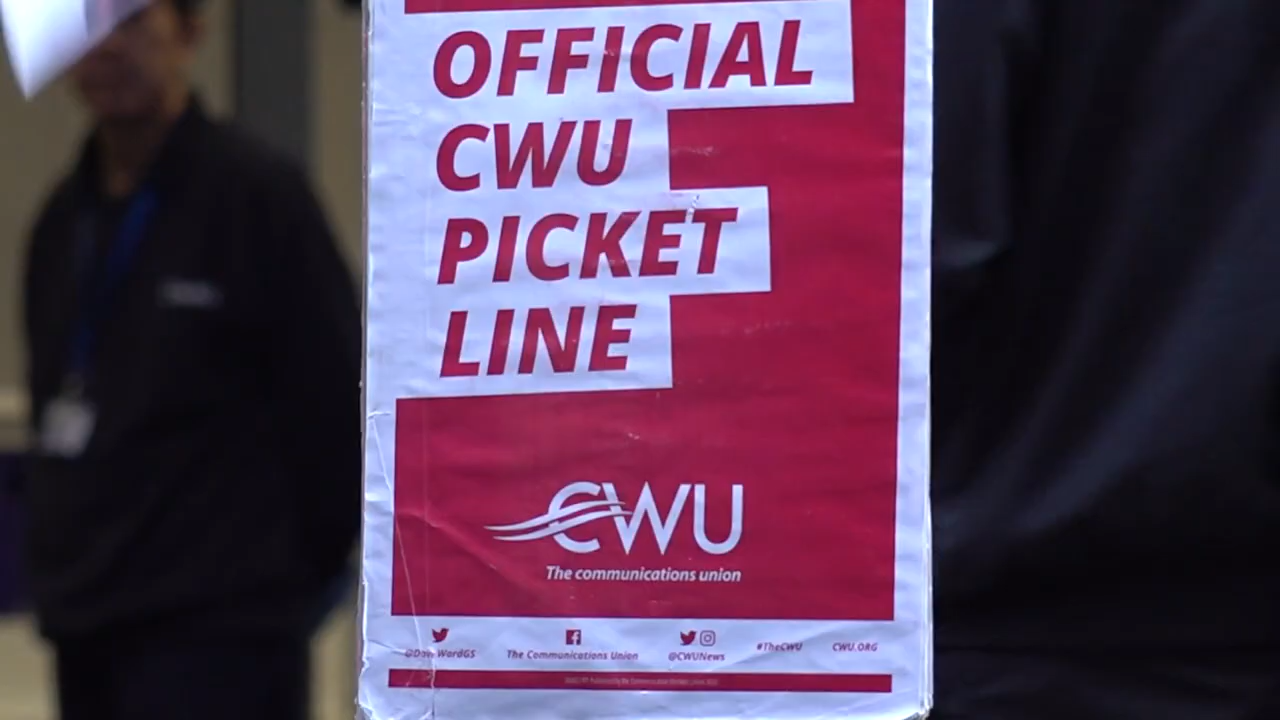 OFFICIAL
CWU
PICKET
LINE
CWU
The communications union
@DaveWardGS
The Communications Union
@CWUNews
#TheCWU
CWU.ORG